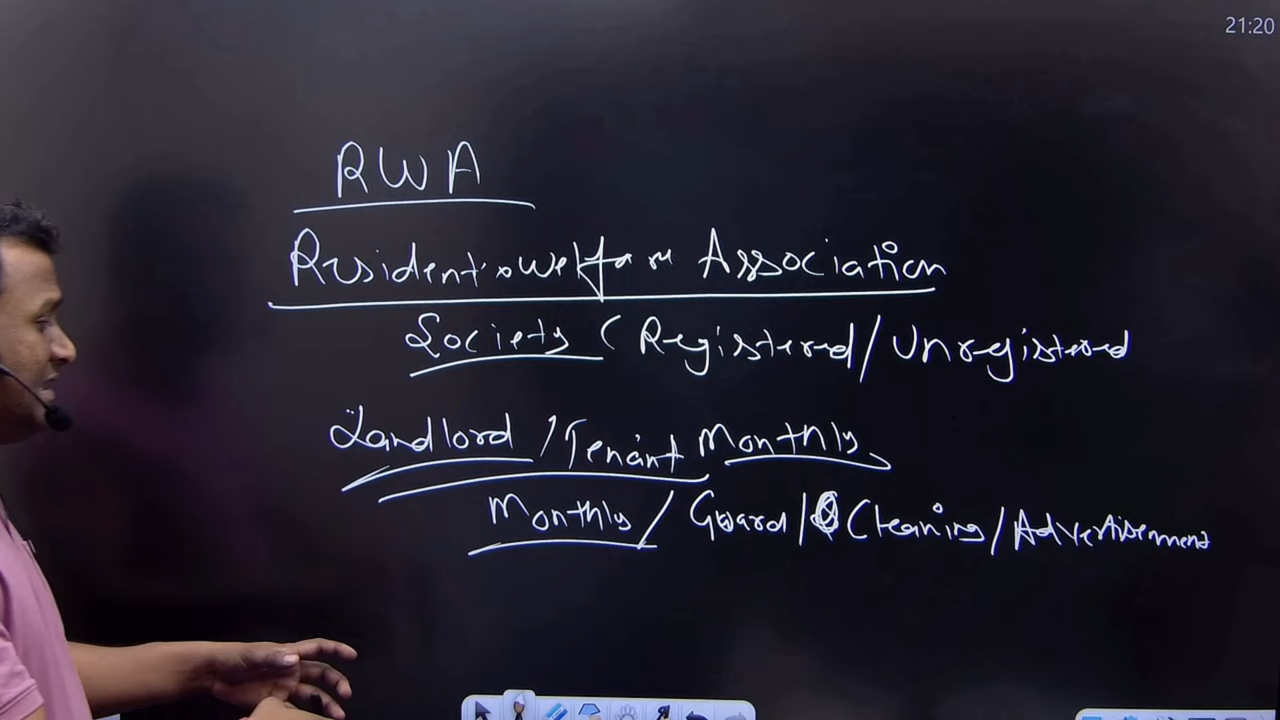 21:20
RWA
Resident welfare Association
Society (Registered/Unregistered
Landlord/Tenant Monthly
Monthly/Guard/Cleaning/Advertisement